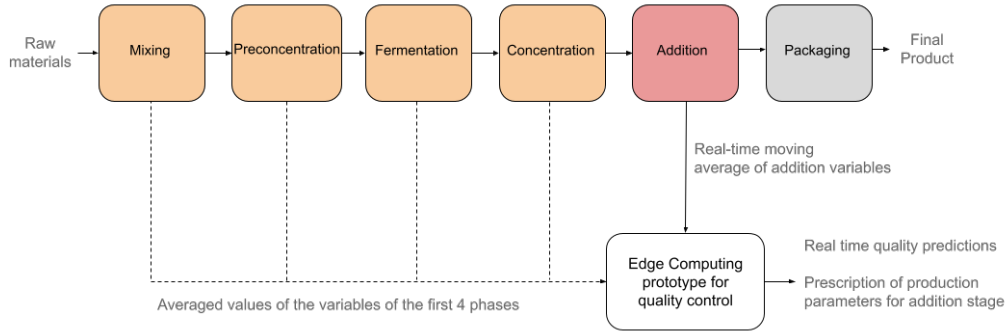 Raw
materials
Mixing
Preconcentration
Fermentation
Concentration
Addition
Packaging
Final
Product
Real-time moving
average of addition variables
Edge Computing
prototype for
quality control
Real time quality predictions
Prescription of production
parameters for addition stage
Averaged values of the variables of the first 4 phases